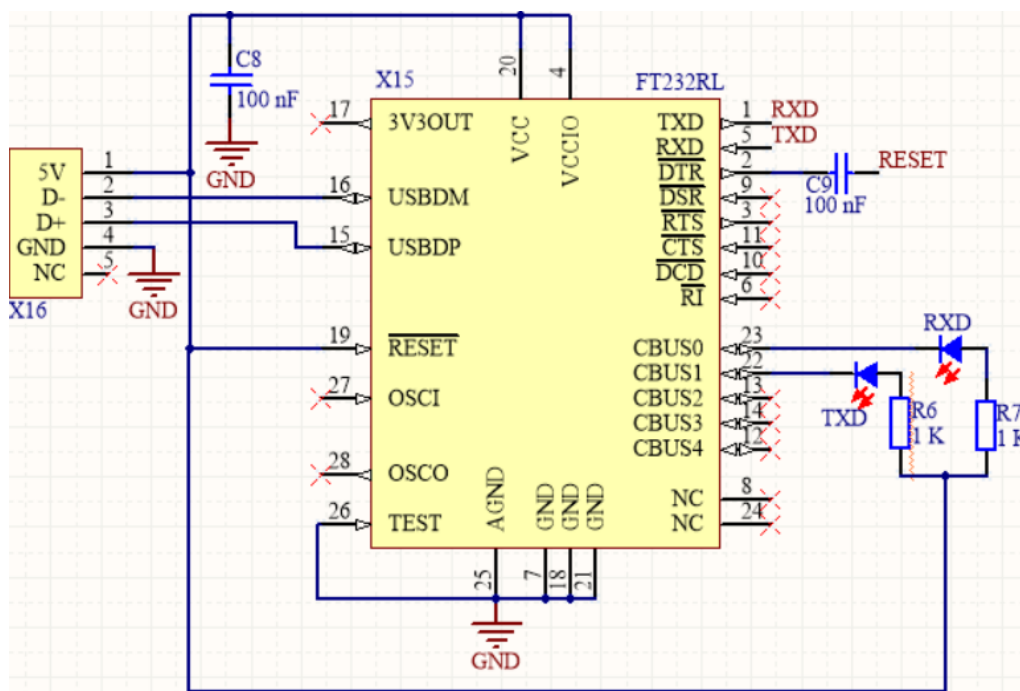 C8
100 nF
GND
X15
FT232RL
20
4
VCC
VCCIO
17
3V3OUT
16
USBDM
15
USBDP
19
RESET
27
OSCI
28
OSCO
26
TEST
5V
1
D-
2
D+
3
GND
4
NC
5
X16
GND
TXD
1
RXD
RXD
5
TXD
DTR
2
C9
100 nF
RESET
DSR
9
RTS
3
CTS
11
DCD
10
RI
6
CBUS0
23
CBUS1
22
CBUS2
13
CBUS3
14
CBUS4
12
NC
8
NC
24
RXD
TXD
R6
1 K
R7
1 K
AGND
GND
GND
GND
25
7
18
21
GND